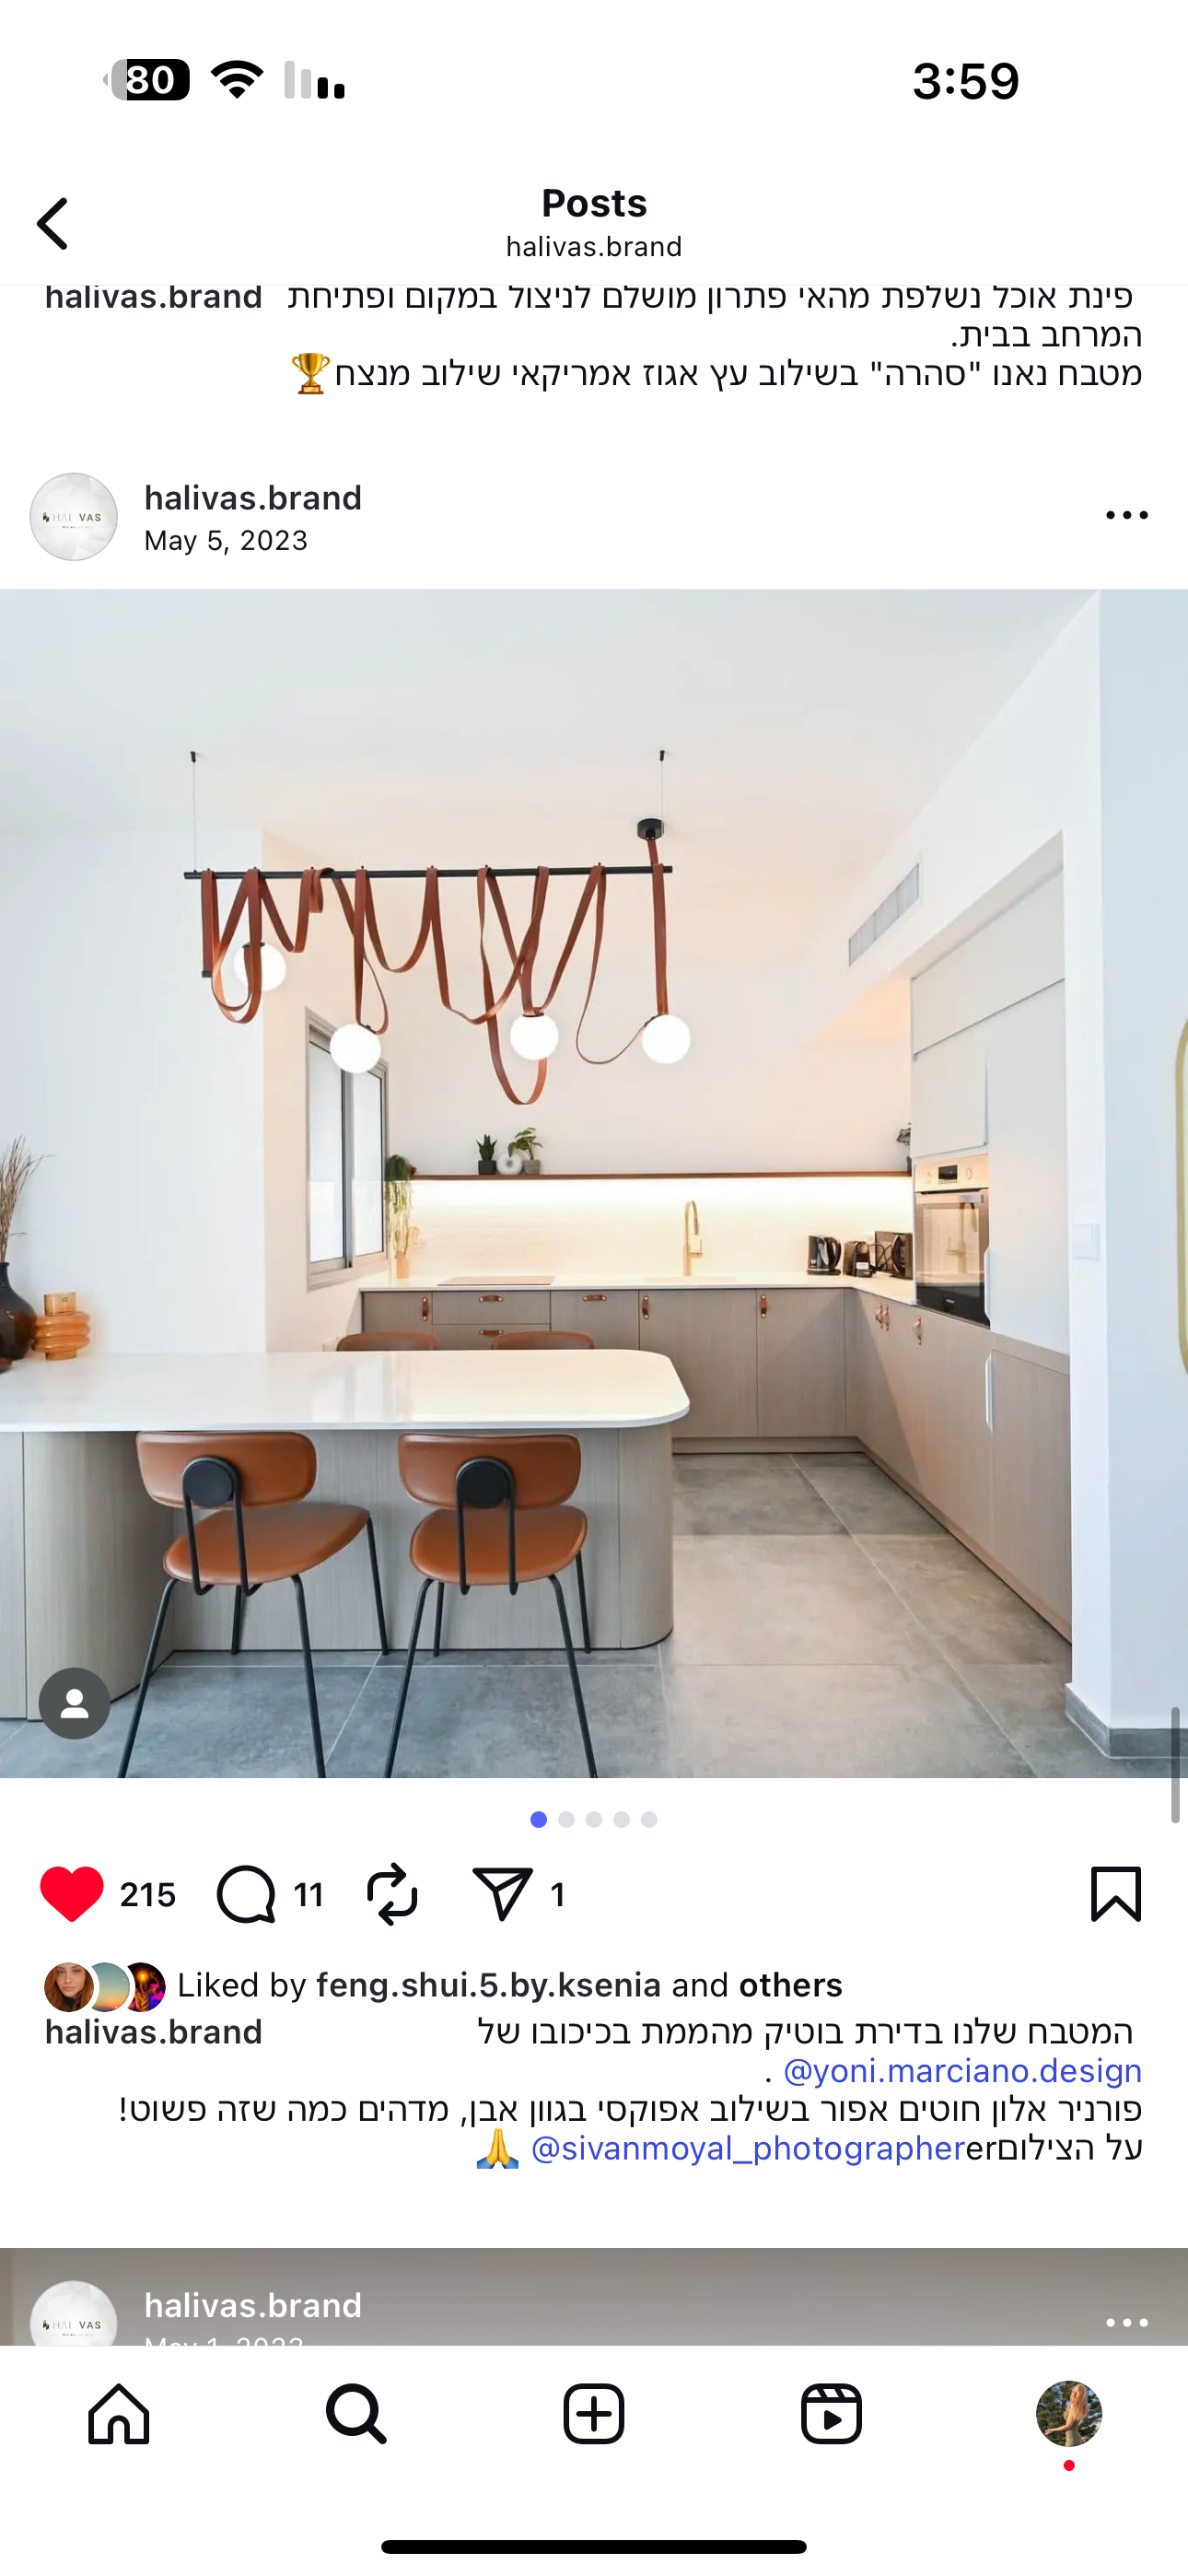 80
3:59
Posts
halivas.brand
halivas.brand פינת אוכל נשלפת מהאי פתרון מושלם לניצול במקום ופתיחת
המרחב בבית.
מטבח נאנו "סהרה" בשילוב עץ אגוז אמריקאי שילוב מנצח🏆
HALIVAS
halivas.brand
May 5, 2023
215
11
1
Liked by feng.shui.5.by.ksenia and others
halivas.brand המטבח שלנו בדירת בוטיק מהממת בכיכובו של
@yoni.marciano.design .
פורניר אלון חוטים אפור בשילוב אפוקסי בגוון אבן, מדהים כמה שזה פשוט!
על הצילוםer@sivanmoyal_photographer 🙏
HALIVAS
halivas.brand
May 1, 2023